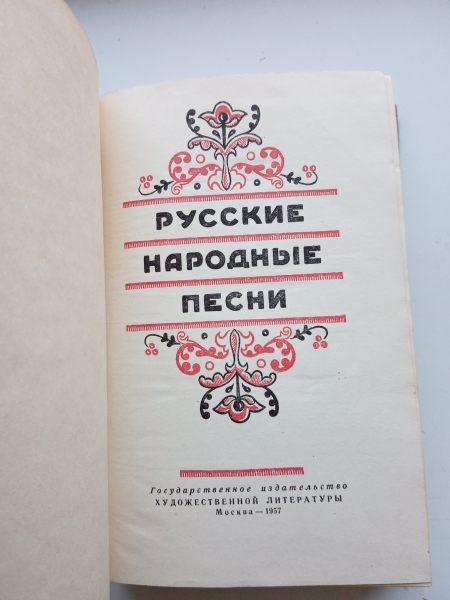 РУССКИЕ
НАРОДНЫЕ
ПЕСНИ
Государственное издательство
ХУДОЖЕСТВЕННОЙ ЛИТЕРАТУРЫ
Москва — 1957